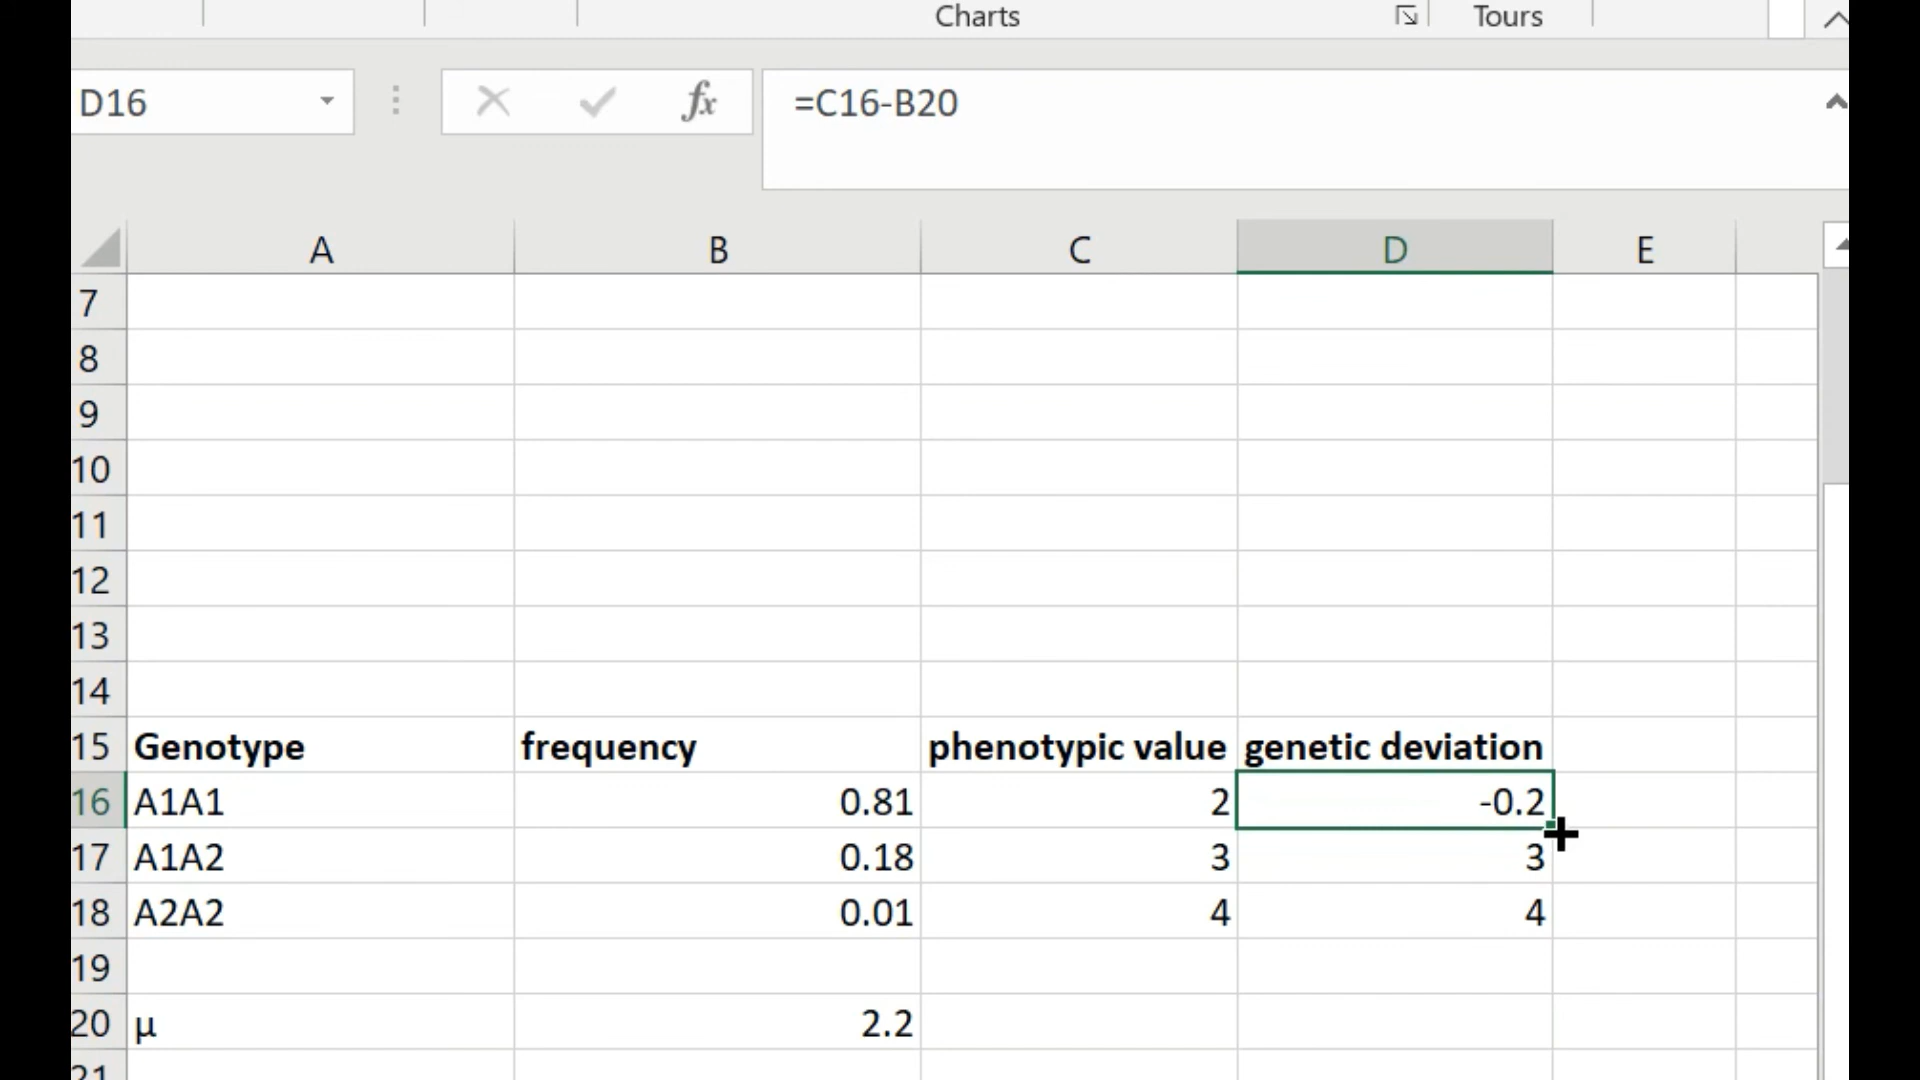 Charts Tours
D16 fx =C16-B20
A B C D E
7
8
9
10
11
12
13
14
15 Genotype frequency phenotypic value genetic deviation
16 A1A1 0.81 2 -0.2
17 A1A2 0.18 3 3
18 A2A2 0.01 4 4
19
20 μ 2.2
21